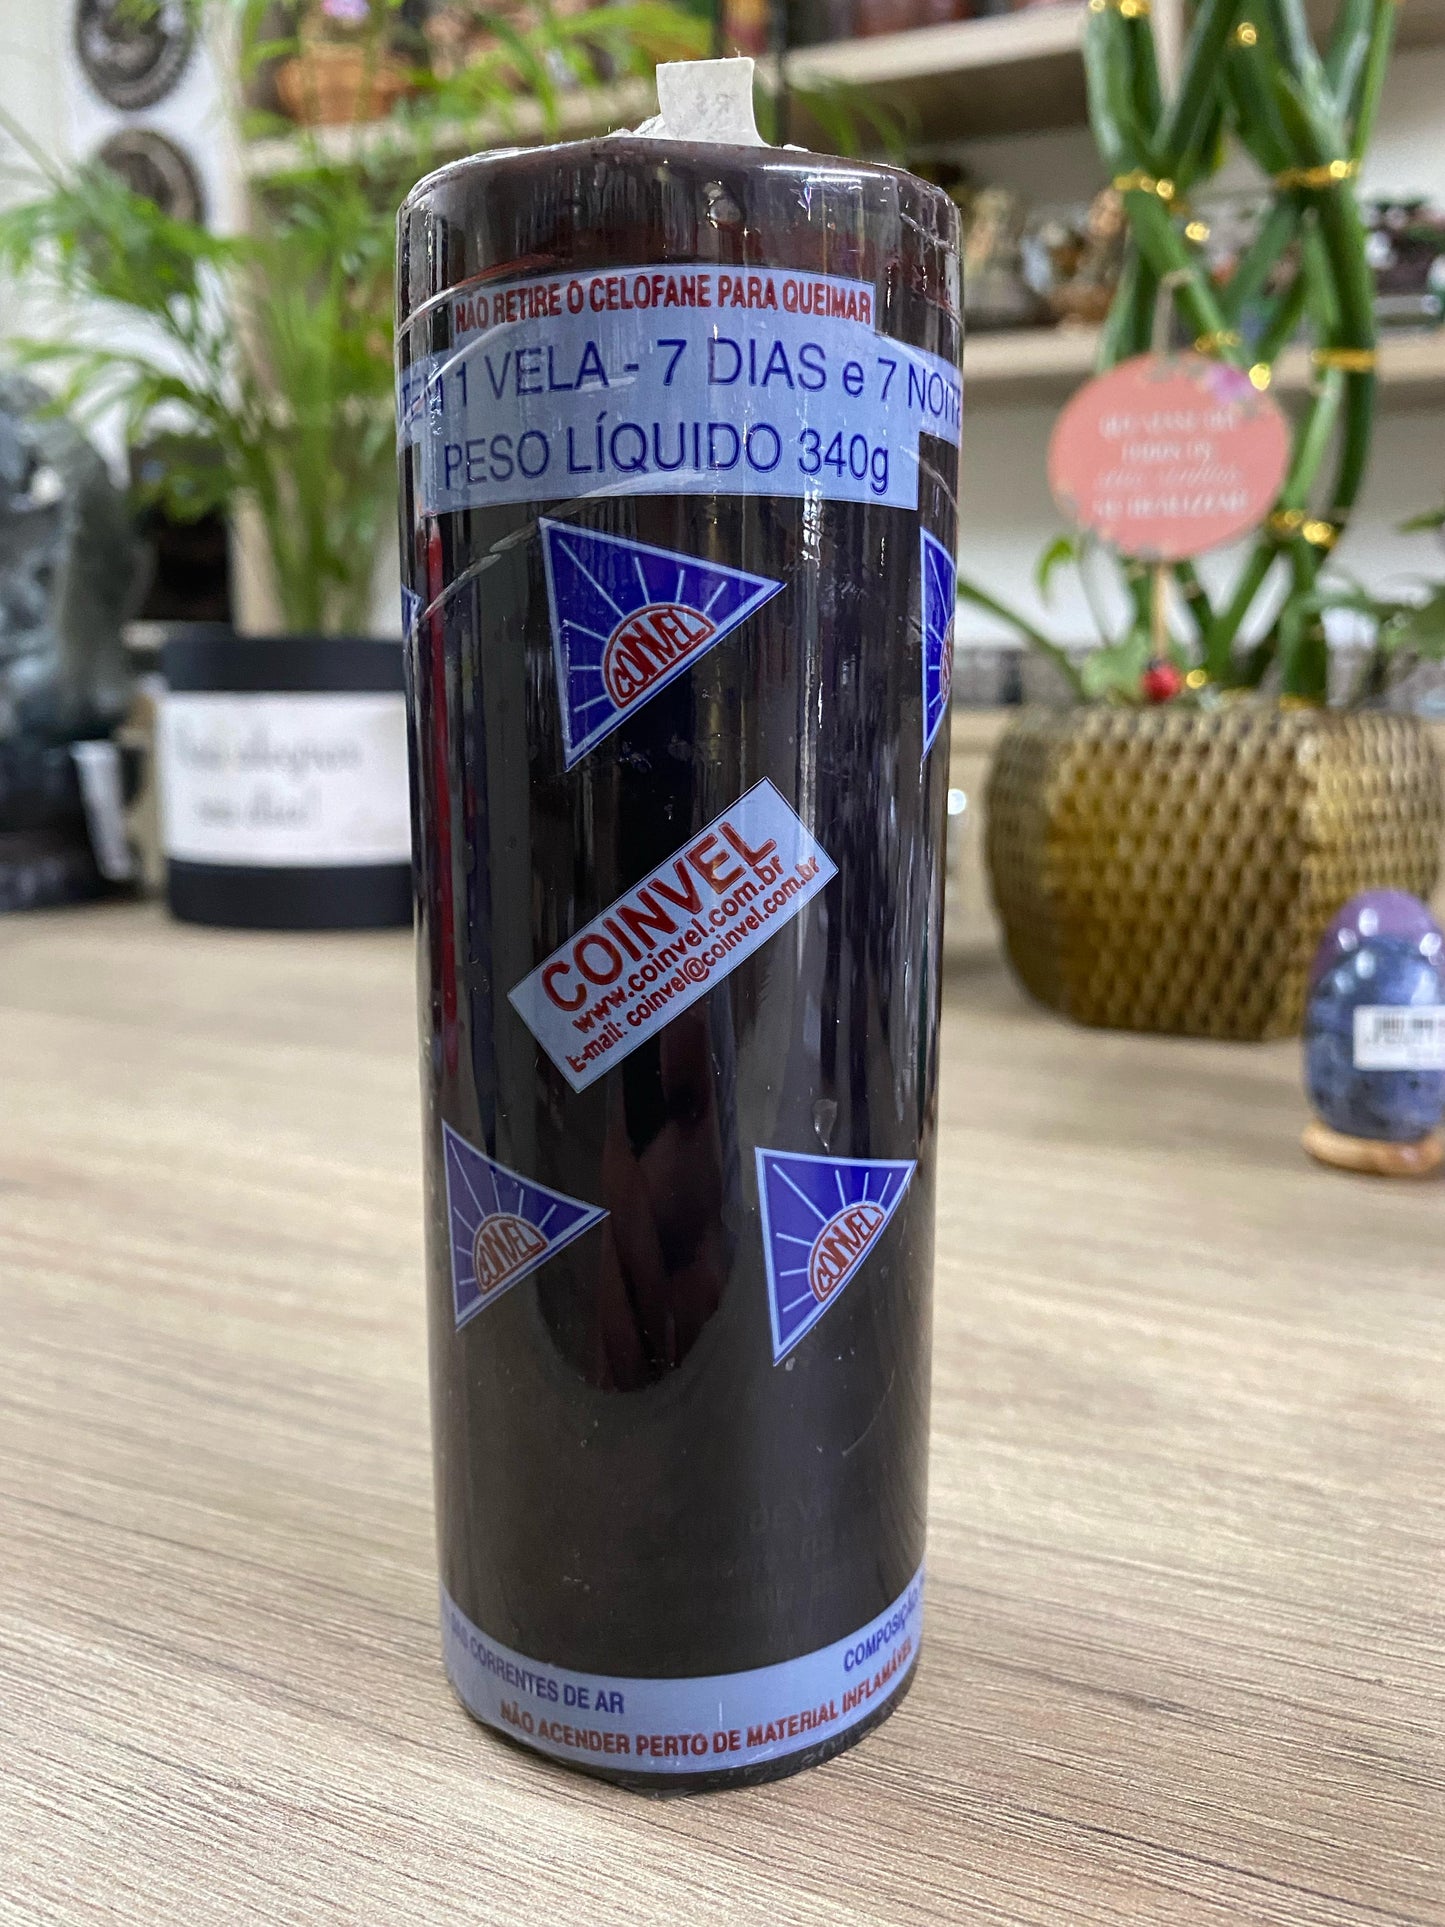 NÃO RETIRE O CELOFANE PARA QUEIMAR
1 VELA - 7 DIAS e 7
PESO LÍQUIDO 340g
COINVEL
COINVEL
www.coinvel.com.br
E-mail: coinvel@coinvel.com.br
COINVEL
COINVEL
CORRENTES DE AR
COMPOSIÇÃO
NÃO ACENDER PERTO DE MATERIAL INFLAMÁVEL